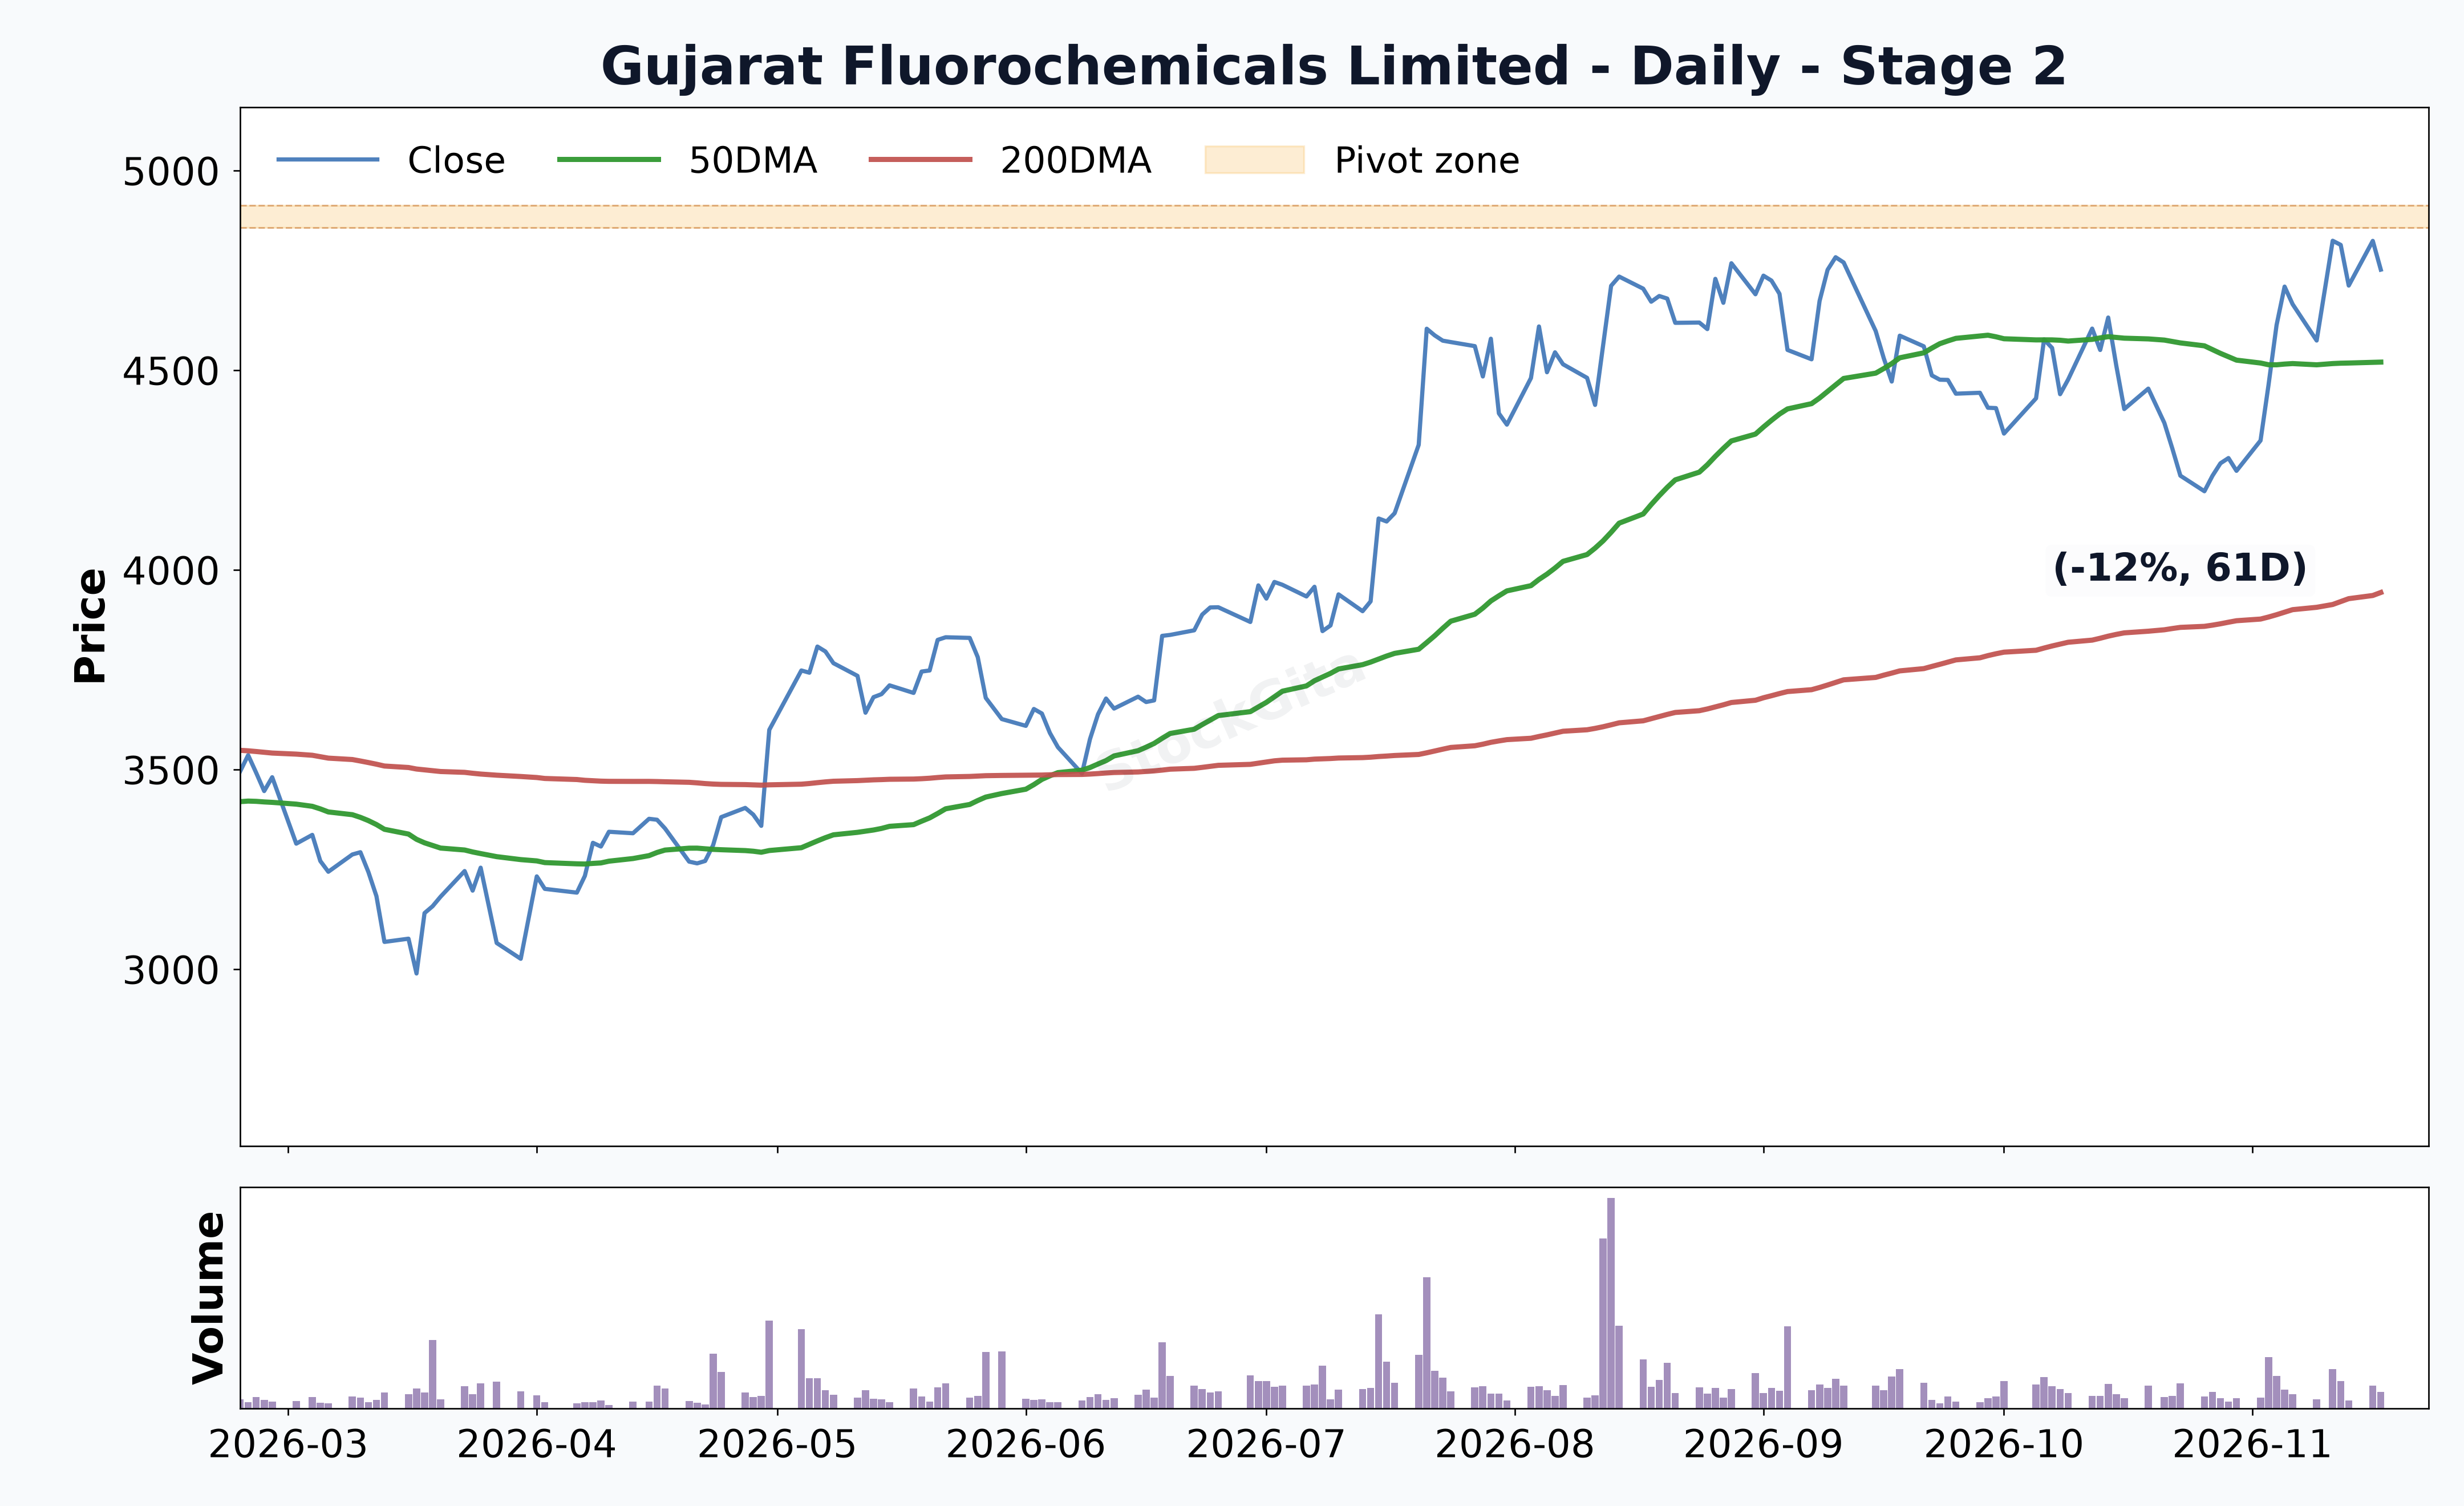 Gujarat Fluorochemicals Limited - Daily - Stage 2
Close 50DMA 200DMA Pivot zone
5000
4500
4000
3500
3000
Price
(-12%, 61D)
StockGita
Volume
2026-03 2026-04 2026-05 2026-06 2026-07 2026-08 2026-09 2026-10 2026-11